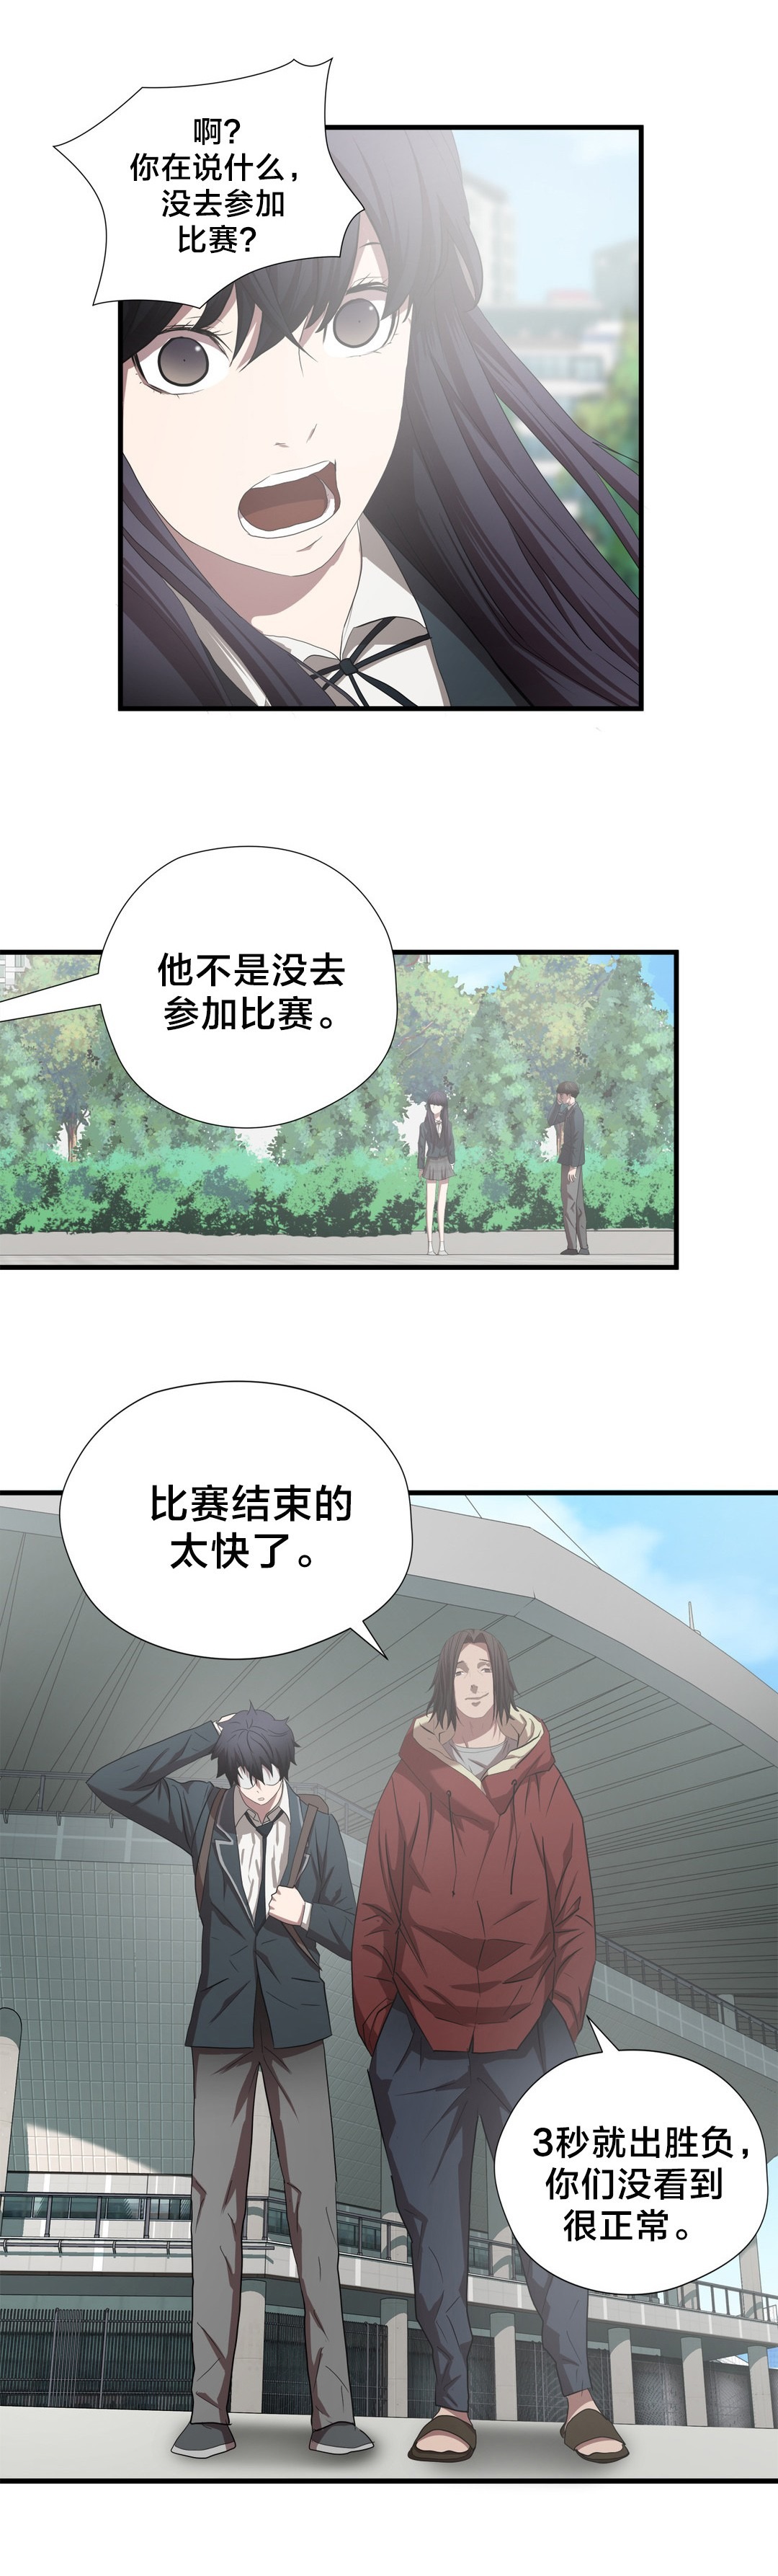 啊?
你在说什么，
没去参加
比赛?
他不是没去
参加比赛。
比赛结束的
太快了。
3秒就出胜负，
你们没看到
很正常。